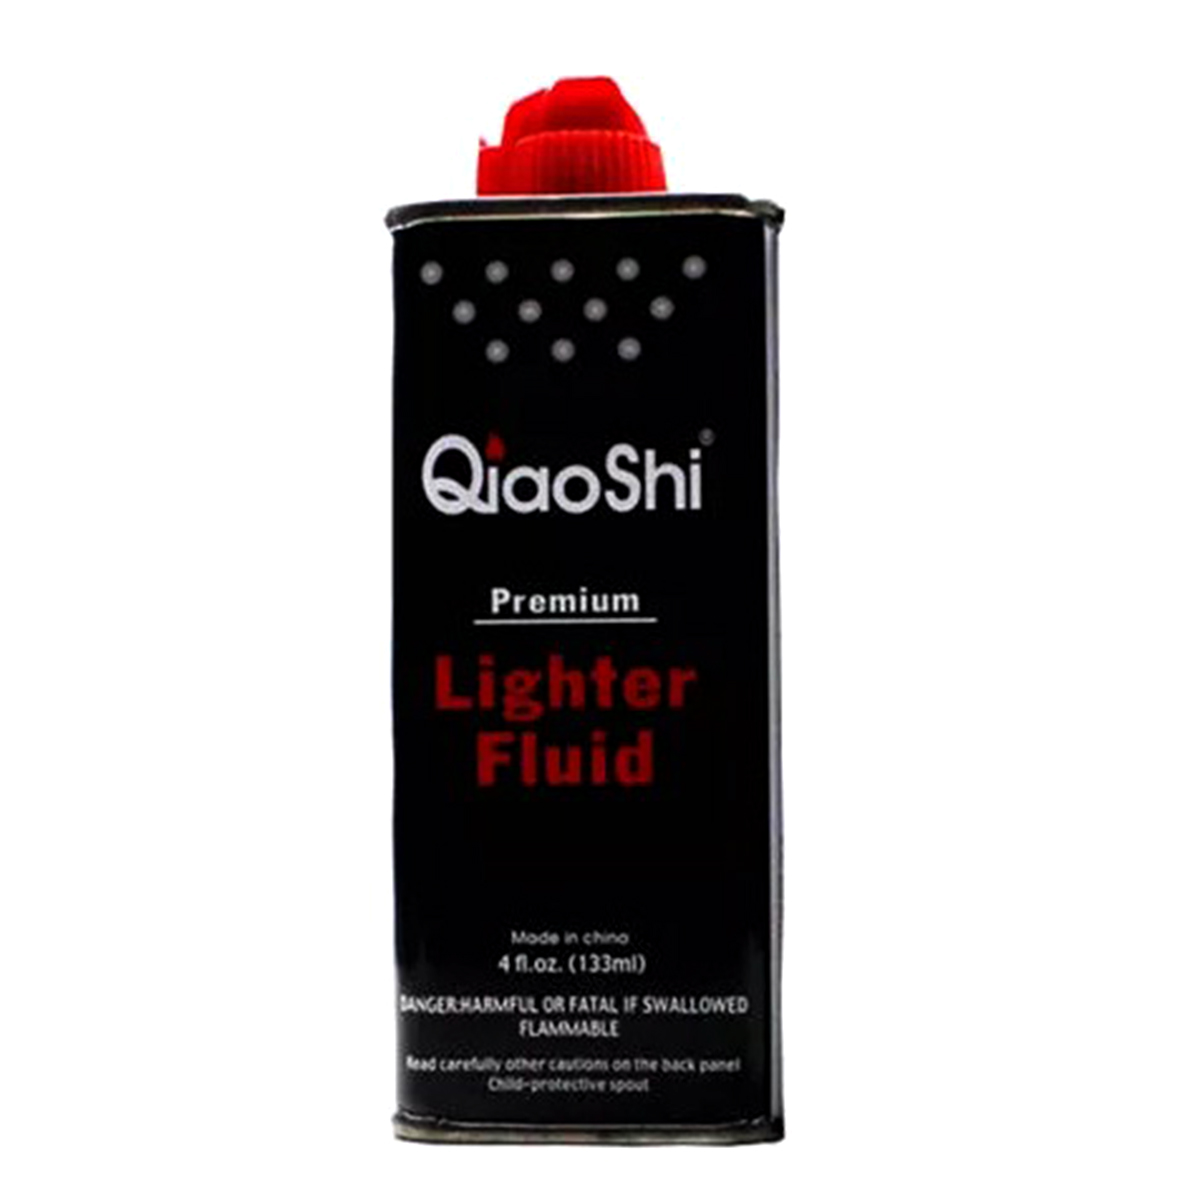 QiaoShi®
Premium
Lighter
Fluid
Made in china
4 fl.oz. (133ml)
DANGER:HARMFUL OR FATAL IF SWALLOWED
FLAMMABLE
Read carefully other cautions on the back panel
Child-protective spout